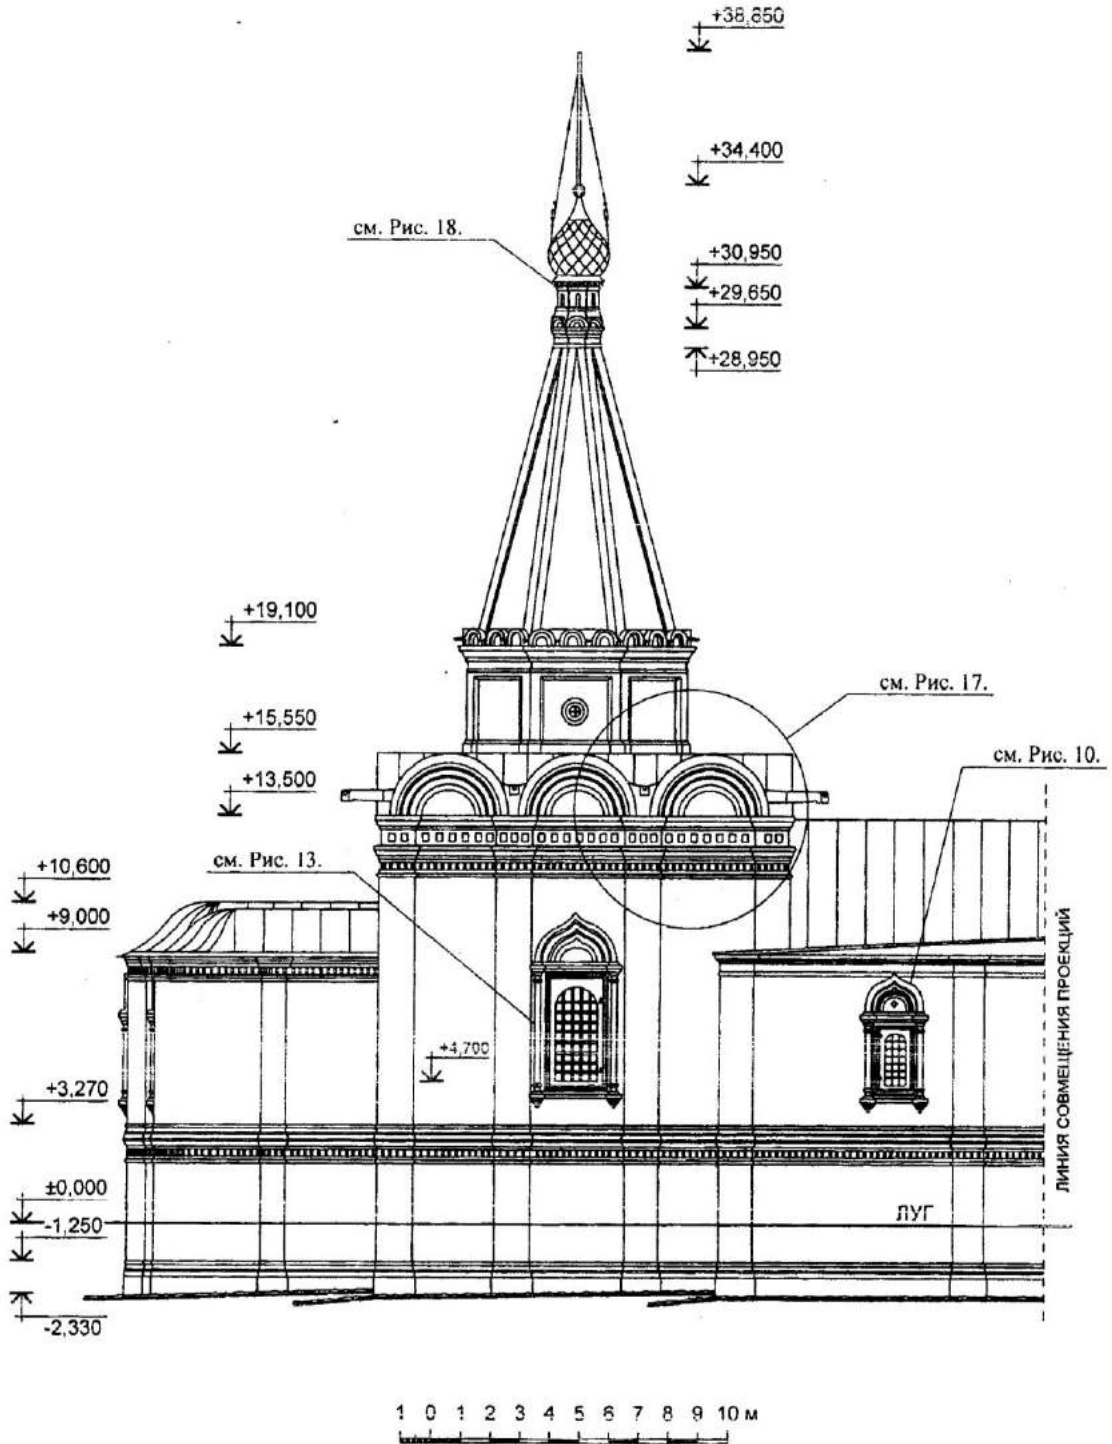 +38,850
+34,400
см. Рис. 18.
+30,950
+29,650
+28,950
+19,100
см. Рис. 17.
+15,550
см. Рис. 10.
+13,500
см. Рис. 13.
+10,600
+9,000
+4,700
+3,270
ЛИНИЯ СОВМЕЩЕНИЯ ПРОЕКЦИЙ
±0,000
ЛУГ
-1,250
-2,330
1 0 1 2 3 4 5 6 7 8 9 10 м